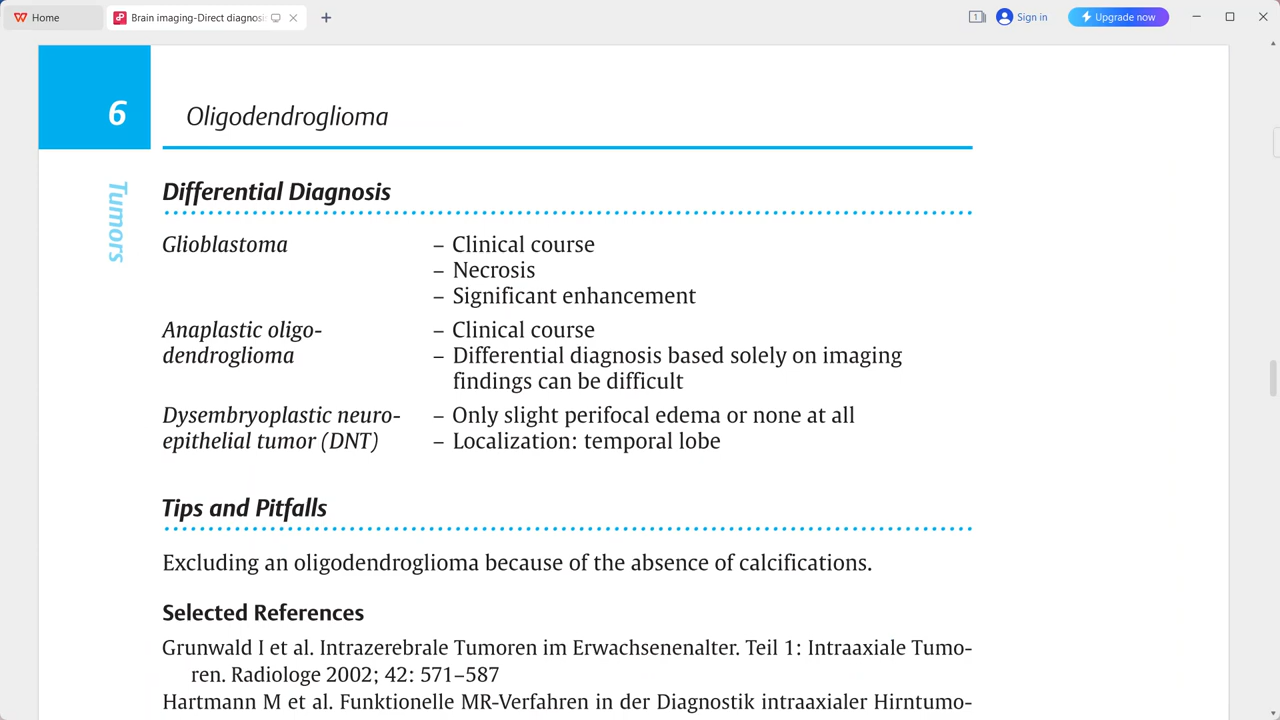 Home
Brain imaging-Direct diagnosi
1
Sign in
Upgrade now
6
Oligodendroglioma
Tumors
Differential Diagnosis
Glioblastoma – Clinical course
– Necrosis
– Significant enhancement
Anaplastic oligo- – Clinical course
dendroglioma – Differential diagnosis based solely on imaging
findings can be difficult
Dysembryoplastic neuro- – Only slight perifocal edema or none at all
epithelial tumor (DNT) – Localization: temporal lobe
Tips and Pitfalls
Excluding an oligodendroglioma because of the absence of calcifications.
Selected References
Grunwald I et al. Intrazerebrale Tumoren im Erwachsenenalter. Teil 1: Intraaxiale Tumo-
ren. Radiologe 2002; 42: 571–587
Hartmann M et al. Funktionelle MR-Verfahren in der Diagnostik intraaxialer Hirntumo-